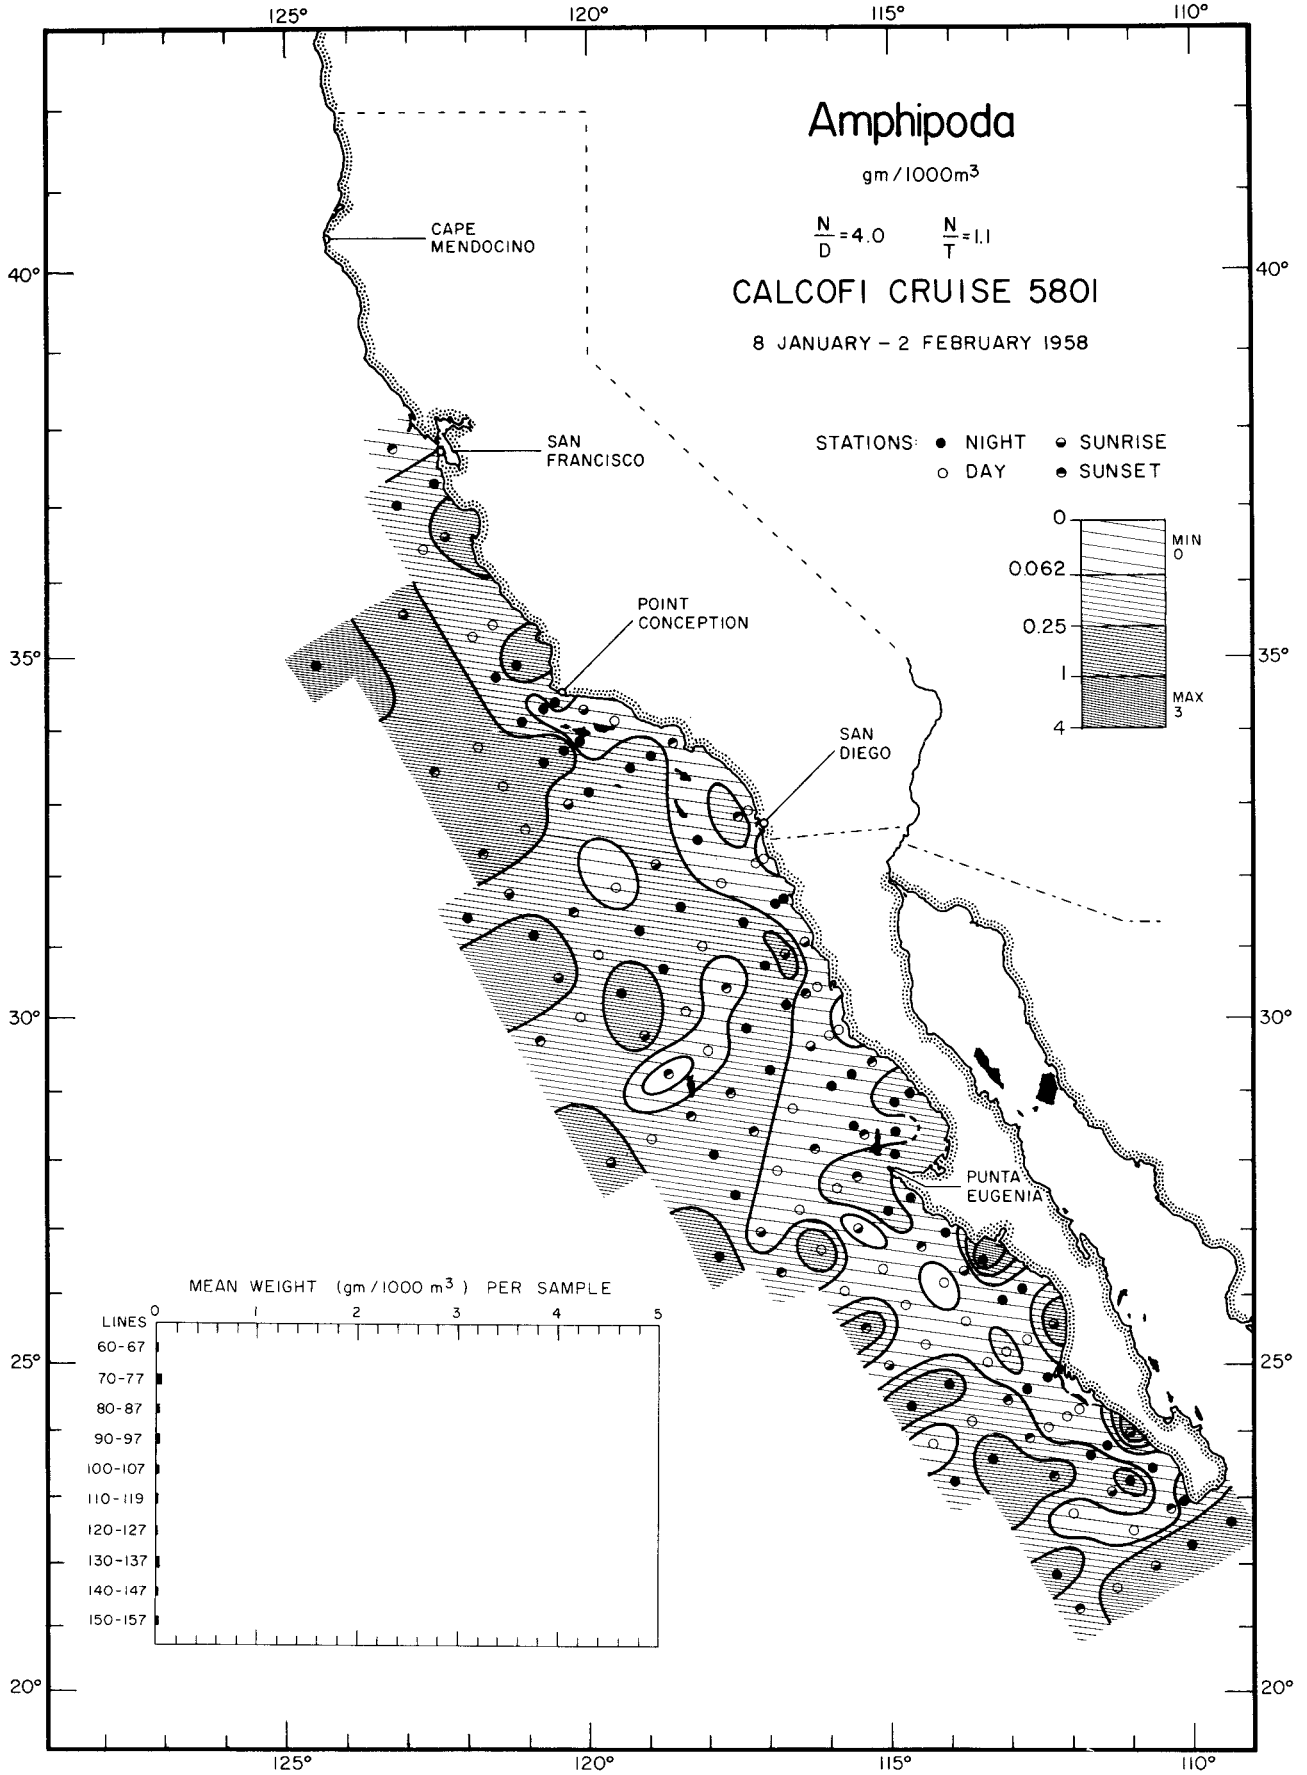 125° 120° 115° 110°
Amphipoda
gm/1000m³
N/D = 4.0 N/T = 1.1
CALCOFI CRUISE 5801
8 JANUARY – 2 FEBRUARY 1958
CAPE
MENDOCINO
40° 40°
STATIONS: ● NIGHT SUNRISE
○ DAY SUNSET
SAN
FRANCISCO
0
MIN
0
0.062
0.25
1
MAX
3
4
POINT
CONCEPTION
35° 35°
SAN
DIEGO
30° 30°
PUNTA
EUGENIA
MEAN WEIGHT (gm/1000 m³) PER SAMPLE
0 1 2 3 4 5
LINES
60-67
70-77
80-87
90-97
100-107
110-119
120-127
130-137
140-147
150-157
25° 25°
20° 20°
125° 120° 115° 110°